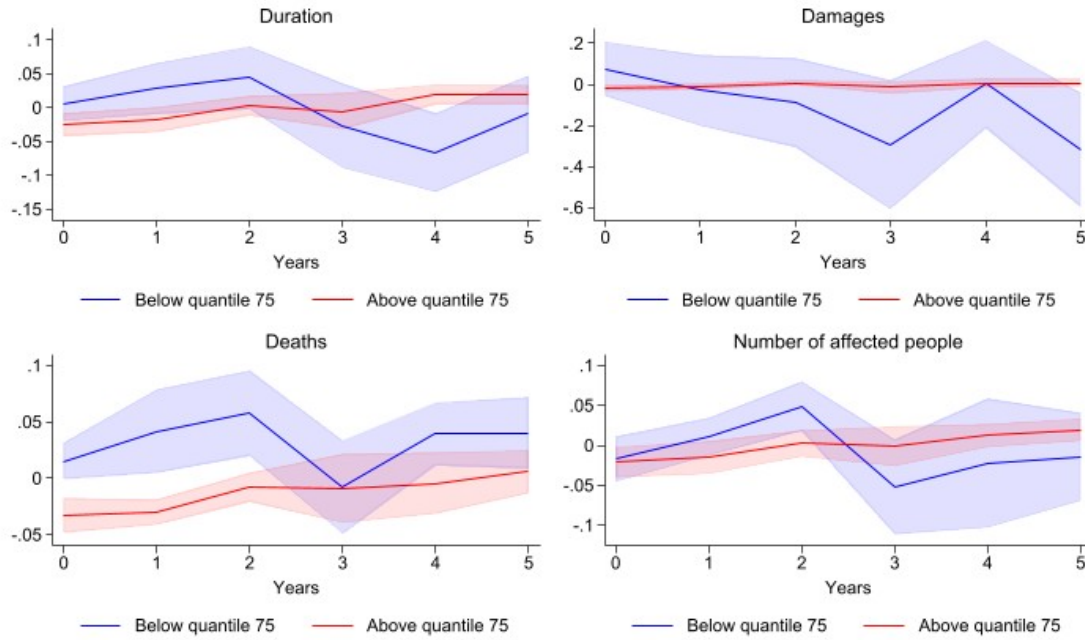 Duration
.1
.05
0
-.05
-.1
-.15
0 1 2 3 4 5
Years
Below quantile 75 Above quantile 75
Damages
.2
0
-.2
-.4
-.6
0 1 2 3 4 5
Years
Below quantile 75 Above quantile 75
Deaths
.1
.05
0
-.05
0 1 2 3 4 5
Years
Below quantile 75 Above quantile 75
Number of affected people
.1
.05
0
-.05
-.1
0 1 2 3 4 5
Years
Below quantile 75 Above quantile 75